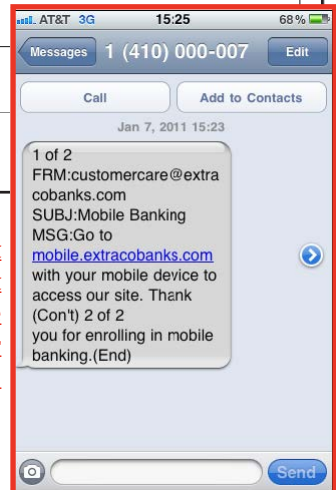 AT&T 3G 15:25 68%
Messages 1 (410) 000-007 Edit
Call Add to Contacts
Jan 7, 2011 15:23
1 of 2
FRM:customercare@extra
cobanks.com
SUBJ:Mobile Banking
MSG:Go to
mobile.extracobanks.com
with your mobile device to
access our site. Thank
(Con't) 2 of 2
you for enrolling in mobile
banking.(End)
Send